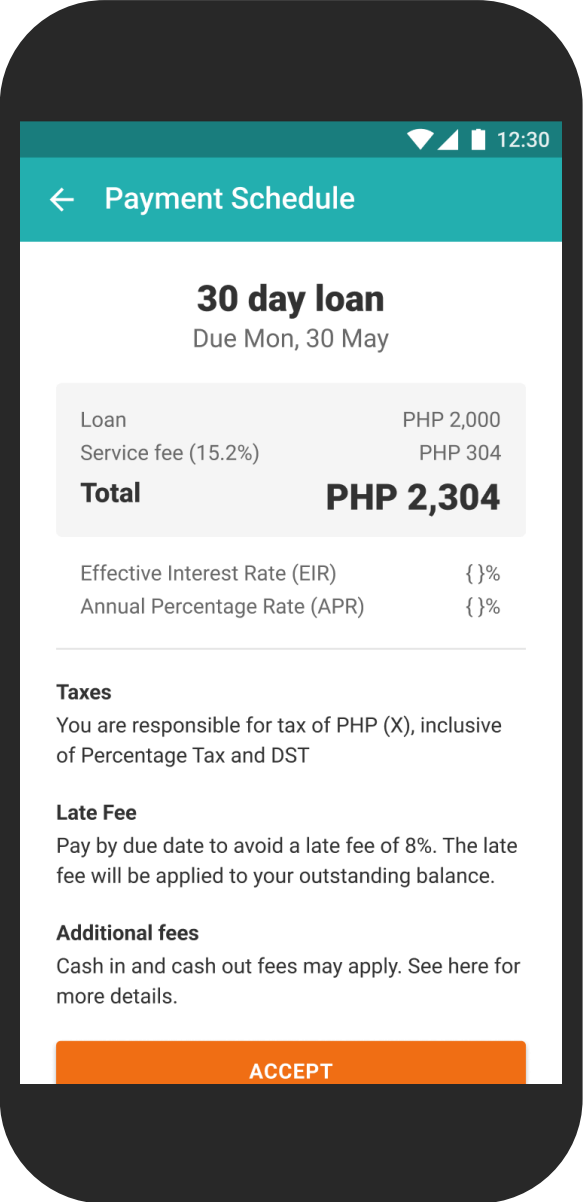 12:30
Payment Schedule
30 day loan
Due Mon, 30 May
Loan PHP 2,000
Service fee (15.2%) PHP 304
Total PHP 2,304
Effective Interest Rate (EIR) { }%
Annual Percentage Rate (APR) { }%
Taxes
You are responsible for tax of PHP (X), inclusive
of Percentage Tax and DST
Late Fee
Pay by due date to avoid a late fee of 8%. The late
fee will be applied to your outstanding balance.
Additional fees
Cash in and cash out fees may apply. See here for
more details.
ACCEPT